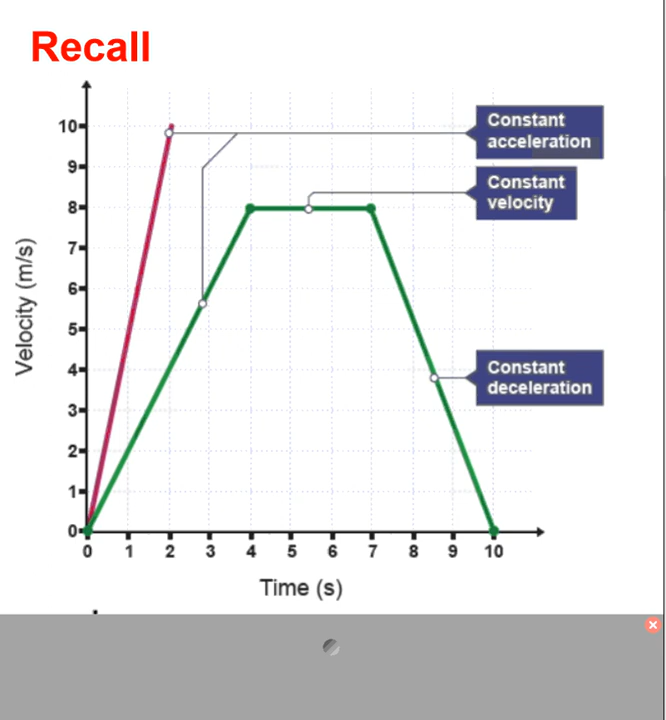 Recall
10
9
8
7
6
5
4
3
2
1
0
Velocity (m/s)
Constant
acceleration
Constant
velocity
Constant
deceleration
0 1 2 3 4 5 6 7 8 9 10
Time (s)